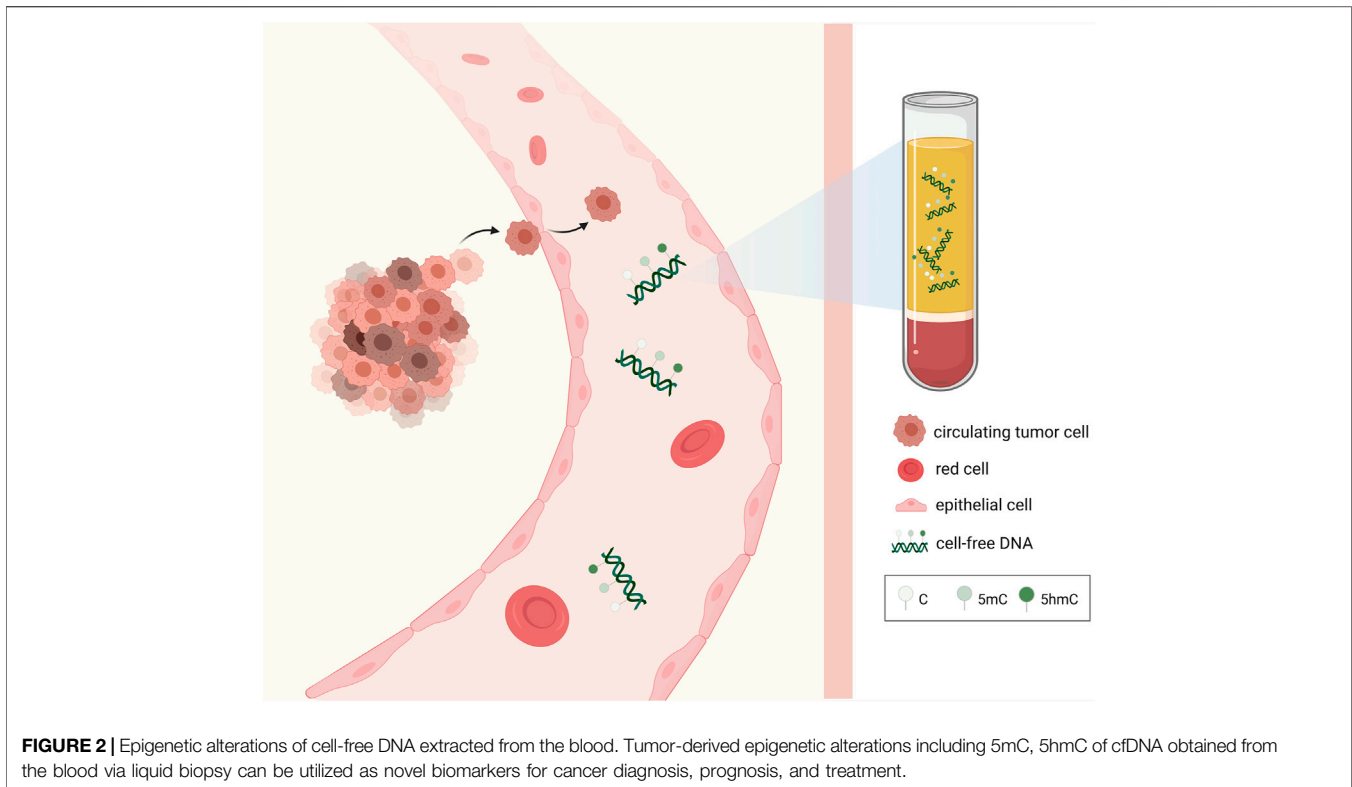 circulating tumor cell
red cell
epithelial cell
cell-free DNA
C 5mC 5hmC
FIGURE 2 | Epigenetic alterations of cell-free DNA extracted from the blood. Tumor-derived epigenetic alterations including 5mC, 5hmC of cfDNA obtained from
the blood via liquid biopsy can be utilized as novel biomarkers for cancer diagnosis, prognosis, and treatment.